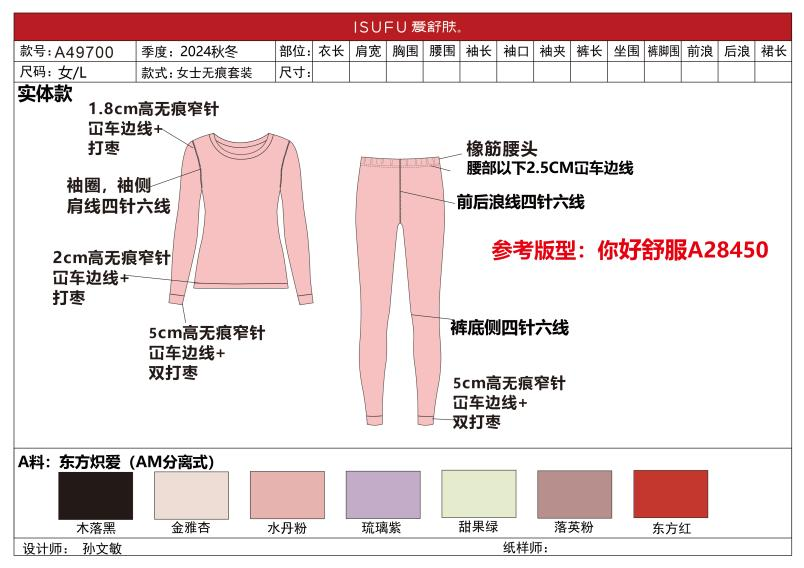 ISUFU 爱舒肤。
款号: A49700 季度: 2024秋冬 部位: 衣长 肩宽 胸围 腰围 袖长 袖口 袖夹 裤长 坐围 裤脚围 前浪 后浪 裙长
尺码: 女/L 款式: 女士无痕套装 尺寸:
实体款
1.8cm高无痕窄针
冚车边线+
打枣
袖圈，袖侧
肩线四针六线
2cm高无痕窄针
冚车边线+
打枣
5cm高无痕窄针
冚车边线+
双打枣
橡筋腰头
腰部以下2.5CM冚车边线
前后浪线四针六线
参考版型：你好舒服A28450
裤底侧四针六线
5cm高无痕窄针
冚车边线+
双打枣
A料：东方炽爱（AM分离式）
木落黑 金雅杏 水丹粉 琉璃紫 甜果绿 落英粉 东方红
设计师： 孙文敏 纸样师：